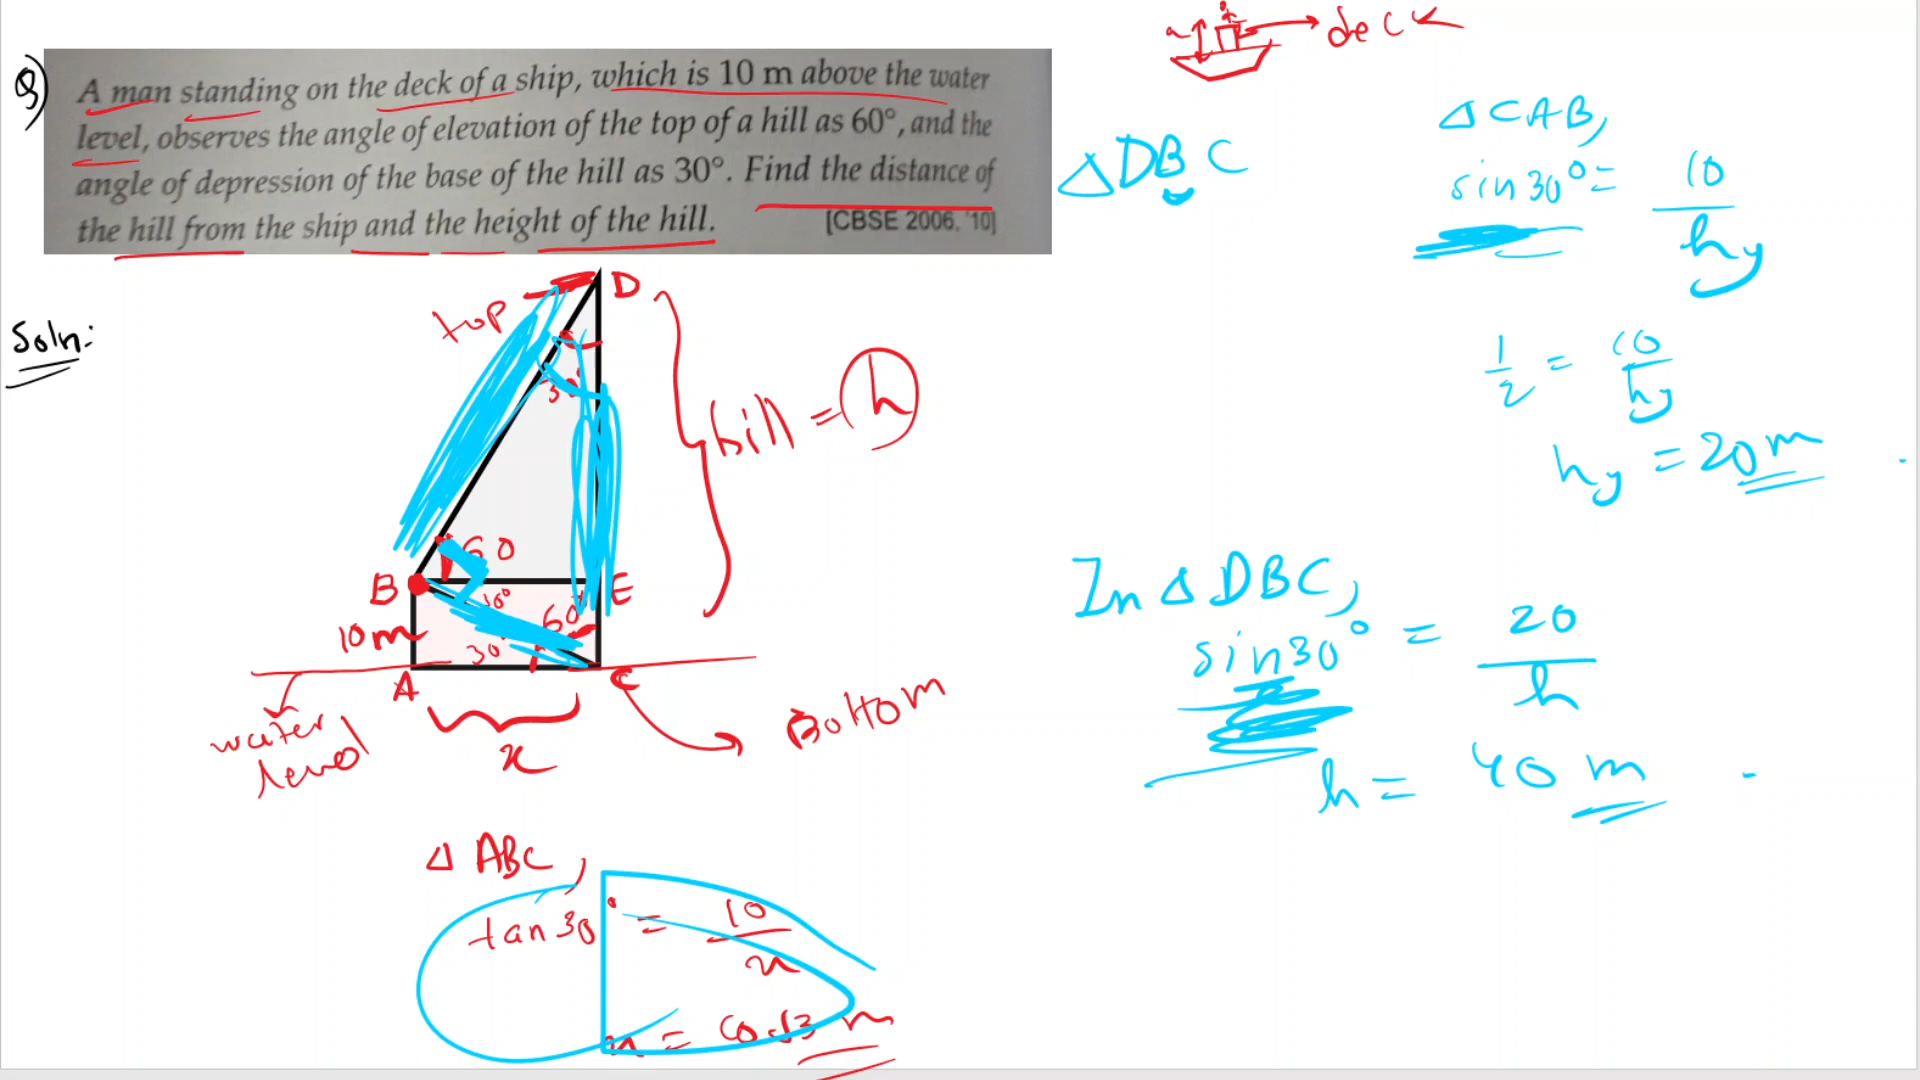 Q)
A man standing on the deck of a ship, which is 10 m above the water
level, observes the angle of elevation of the top of a hill as 60°, and the
angle of depression of the base of the hill as 30°. Find the distance of
the hill from the ship and the height of the hill.
[CBSE 2006, '10]
deck
Soln:
top
D
hill = h
30°
60
B
E
30°
60°
10m
30
A
C
water
level
x
Bottom
Δ ABC,
tan 30° = 10/x
x = 10√3 m
Δ DBC
Δ CAB,
sin 30° = 10/hy
1/2 = 10/hy
hy = 20 m
In Δ DBC,
sin 30° = 20/h
h = 40 m